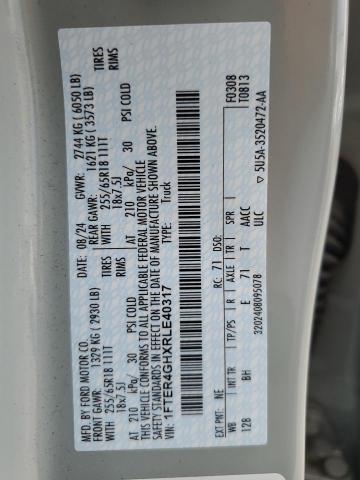 MFD. BY FORD MOTOR CO.
DATE: 08/24 GVWR: 2744 KG ( 6050 LB)
FRONT GAWR: 1329 KG ( 2930 LB) REAR GAWR: 1621 KG ( 3573 LB)
WITH 255/65R18 111T TIRES WITH 255/65R18 111T TIRES
18x7.5J RIMS 18x7.5J RIMS
AT 210 kPa/ 30 PSI COLD AT 210 kPa/ 30 PSI COLD
THIS VEHICLE CONFORMS TO ALL APPLICABLE FEDERAL MOTOR VEHICLE
SAFETY STANDARDS IN EFFECT ON THE DATE OF MANUFACTURE SHOWN ABOVE.
VIN: 1FTER4GHXRLE40317
TYPE: Truck
F0308
T0813
EXT PNT: NE RC: 71 DSO:
WB INT TR: TP/PS R AXLE TR SPR
128 BH E 71 T AACC
ULC
3202408095078
▽ 5U5A-3520472-AA